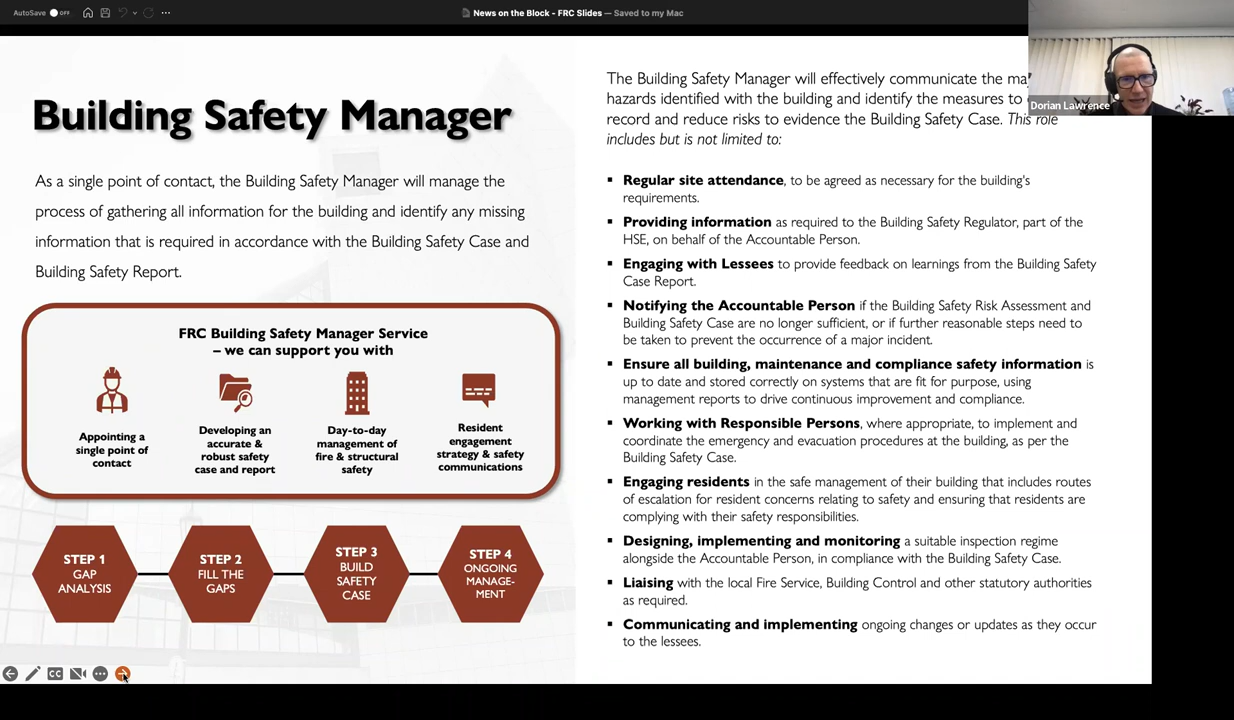 AutoSave OFF
News on the Block - FRC Slides — Saved to my Mac
Building Safety Manager
As a single point of contact, the Building Safety Manager will manage the
process of gathering all information for the building and identify any missing
information that is required in accordance with the Building Safety Case and
Building Safety Report.
FRC Building Safety Manager Service
– we can support you with
Appointing a
single point of
contact
Developing an
accurate &
robust safety
case and report
Day-to-day
management of
fire & structural
safety
Resident
engagement
strategy & safety
communications
STEP 1
GAP
ANALYSIS
STEP 2
FILL THE
GAPS
STEP 3
BUILD
SAFETY
CASE
STEP 4
ONGOING
MANAGE-
MENT
CC
The Building Safety Manager will effectively communicate the
hazards identified with the building and identify the measures to
record and reduce risks to evidence the Building Safety Case. This role
includes but is not limited to:
▪ Regular site attendance, to be agreed as necessary for the building's
requirements.
▪ Providing information as required to the Building Safety Regulator, part of the
HSE, on behalf of the Accountable Person.
▪ Engaging with Lessees to provide feedback on learnings from the Building Safety
Case Report.
▪ Notifying the Accountable Person if the Building Safety Risk Assessment and
Building Safety Case are no longer sufficient, or if further reasonable steps need to
be taken to prevent the occurrence of a major incident.
▪ Ensure all building, maintenance and compliance safety information is
up to date and stored correctly on systems that are fit for purpose, using
management reports to drive continuous improvement and compliance.
▪ Working with Responsible Persons, where appropriate, to implement and
coordinate the emergency and evacuation procedures at the building, as per the
Building Safety Case.
▪ Engaging residents in the safe management of their building that includes routes
of escalation for resident concerns relating to safety and ensuring that residents are
complying with their safety responsibilities.
▪ Designing, implementing and monitoring a suitable inspection regime
alongside the Accountable Person, in compliance with the Building Safety Case.
▪ Liaising with the local Fire Service, Building Control and other statutory authorities
as required.
▪ Communicating and implementing ongoing changes or updates as they occur
to the lessees.
Dorian Lawrence